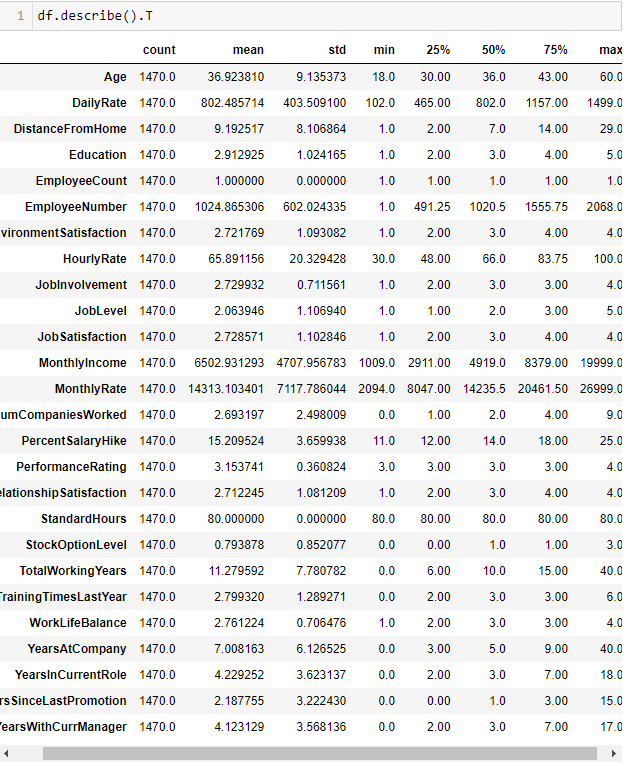 1 df.describe().T
count mean std min 25% 50% 75% max
Age 1470.0 36.923810 9.135373 18.0 30.00 36.0 43.00 60.0
DailyRate 1470.0 802.485714 403.509100 102.0 465.00 802.0 1157.00 1499.0
DistanceFromHome 1470.0 9.192517 8.106864 1.0 2.00 7.0 14.00 29.0
Education 1470.0 2.912925 1.024165 1.0 2.00 3.0 4.00 5.0
EmployeeCount 1470.0 1.000000 0.000000 1.0 1.00 1.0 1.00 1.0
EmployeeNumber 1470.0 1024.865306 602.024335 1.0 491.25 1020.5 1555.75 2068.0
vironmentSatisfaction 1470.0 2.721769 1.093082 1.0 2.00 3.0 4.00 4.0
HourlyRate 1470.0 65.891156 20.329428 30.0 48.00 66.0 83.75 100.0
JobInvolvement 1470.0 2.729932 0.711561 1.0 2.00 3.0 3.00 4.0
JobLevel 1470.0 2.063946 1.106940 1.0 1.00 2.0 3.00 5.0
JobSatisfaction 1470.0 2.728571 1.102846 1.0 2.00 3.0 4.00 4.0
MonthlyIncome 1470.0 6502.931293 4707.956783 1009.0 2911.00 4919.0 8379.00 19999.0
MonthlyRate 1470.0 14313.103401 7117.786044 2094.0 8047.00 14235.5 20461.50 26999.0
umCompaniesWorked 1470.0 2.693197 2.498009 0.0 1.00 2.0 4.00 9.0
PercentSalaryHike 1470.0 15.209524 3.659938 11.0 12.00 14.0 18.00 25.0
PerformanceRating 1470.0 3.153741 0.360824 3.0 3.00 3.0 3.00 4.0
elationshipSatisfaction 1470.0 2.712245 1.081209 1.0 2.00 3.0 4.00 4.0
StandardHours 1470.0 80.000000 0.000000 80.0 80.00 80.0 80.00 80.0
StockOptionLevel 1470.0 0.793878 0.852077 0.0 0.00 1.0 1.00 3.0
TotalWorkingYears 1470.0 11.279592 7.780782 0.0 6.00 10.0 15.00 40.0
TrainingTimesLastYear 1470.0 2.799320 1.289271 0.0 2.00 3.0 3.00 6.0
WorkLifeBalance 1470.0 2.761224 0.706476 1.0 2.00 3.0 3.00 4.0
YearsAtCompany 1470.0 7.008163 6.126525 0.0 3.00 5.0 9.00 40.0
YearsInCurrentRole 1470.0 4.229252 3.623137 0.0 2.00 3.0 7.00 18.0
rsSinceLastPromotion 1470.0 2.187755 3.222430 0.0 0.00 1.0 3.00 15.0
YearsWithCurrManager 1470.0 4.123129 3.568136 0.0 2.00 3.0 7.00 17.0